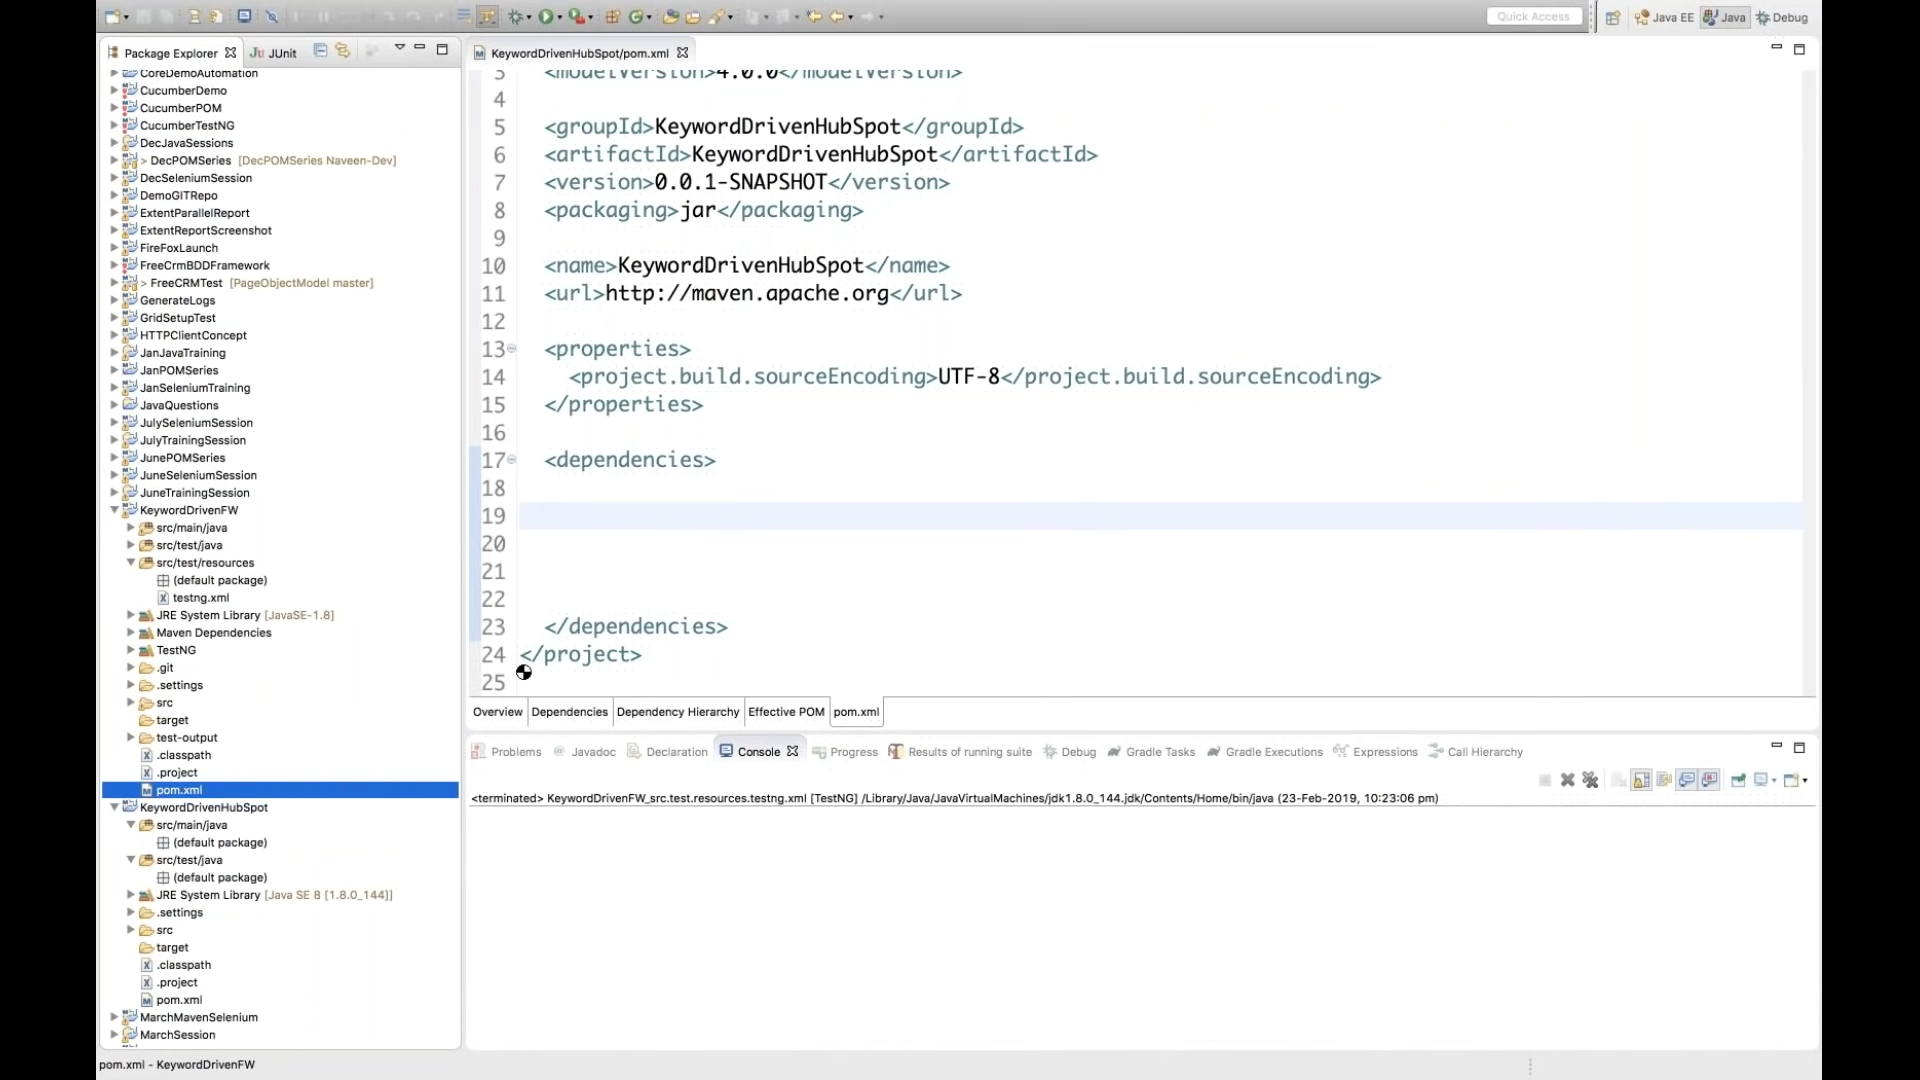 Quick Access
Java EE
Java
Debug
Package Explorer
JUnit
KeywordDrivenHubSpot/pom.xml
CoreDemoAutomation
CucumberDemo
CucumberPOM
CucumberTestNG
DecJavaSessions
> DecPOMSeries [DecPOMSeries Naveen-Dev]
DecSeleniumSession
DemoGITRepo
ExtentParallelReport
ExtentReportScreenshot
FireFoxLaunch
FreeCrmBDDFramework
> FreeCRMTest [PageObjectModel master]
GenerateLogs
GridSetupTest
HTTPClientConcept
JanJavaTraining
JanPOMSeries
JanSeleniumTraining
JavaQuestions
JulySeleniumSession
JulyTrainingSession
JunePOMSeries
JuneSeleniumSession
JuneTrainingSession
KeywordDrivenFW
src/main/java
src/test/java
src/test/resources
(default package)
testng.xml
JRE System Library [JavaSE-1.8]
Maven Dependencies
TestNG
.git
.settings
src
target
test-output
.classpath
.project
pom.xml
KeywordDrivenHubSpot
src/main/java
(default package)
src/test/java
(default package)
JRE System Library [Java SE 8 [1.8.0_144]]
.settings
src
target
.classpath
.project
pom.xml
MarchMavenSelenium
MarchSession
3 <modelVersion>4.0.0</modelVersion>
4
5 <groupId>KeywordDrivenHubSpot</groupId>
6 <artifactId>KeywordDrivenHubSpot</artifactId>
7 <version>0.0.1-SNAPSHOT</version>
8 <packaging>jar</packaging>
9
10 <name>KeywordDrivenHubSpot</name>
11 <url>http://maven.apache.org</url>
12
13 <properties>
14 <project.build.sourceEncoding>UTF-8</project.build.sourceEncoding>
15 </properties>
16
17 <dependencies>
18
19
20
21
22
23 </dependencies>
24 </project>
25
Overview Dependencies Dependency Hierarchy Effective POM pom.xml
Problems Javadoc Declaration Console Progress Results of running suite Debug Gradle Tasks Gradle Executions Expressions Call Hierarchy
<terminated> KeywordDrivenFW_src.test.resources.testng.xml [TestNG] /Library/Java/JavaVirtualMachines/jdk1.8.0_144.jdk/Contents/Home/bin/java (23-Feb-2019, 10:23:06 pm)
pom.xml - KeywordDrivenFW